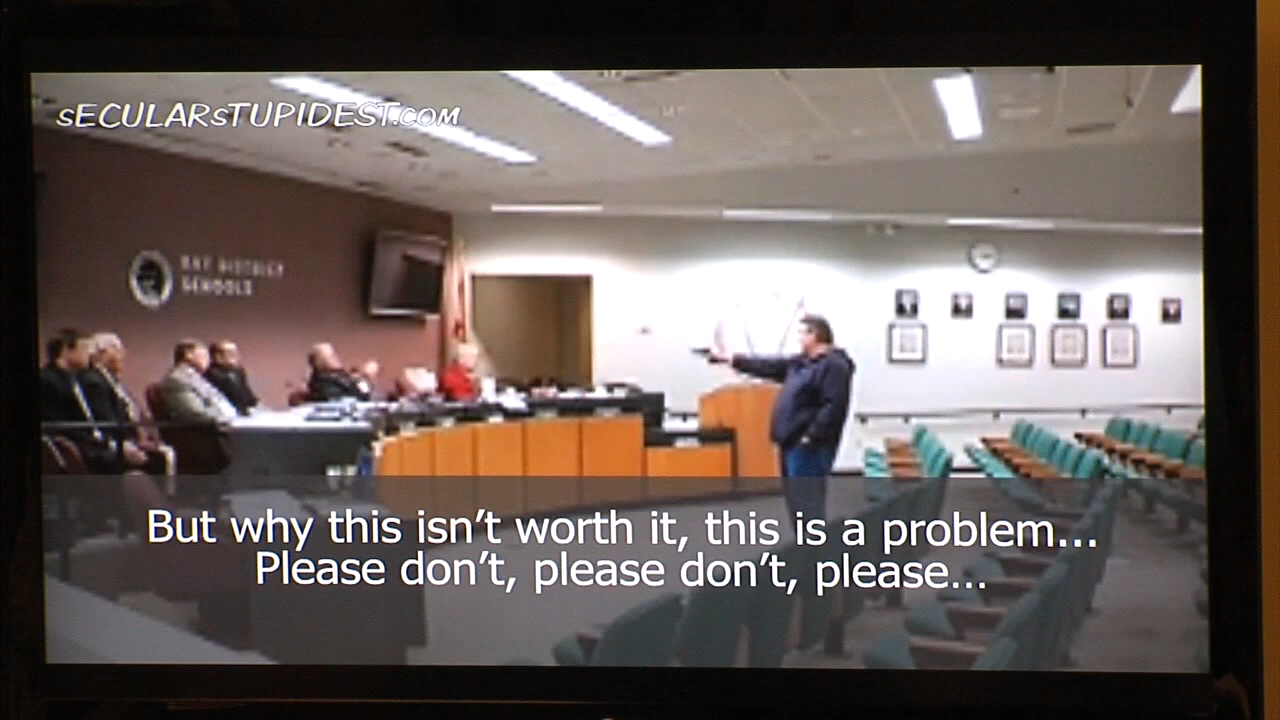 sECULARsTUPIDEST.COM
BAY DISTRICT
SCHOOLS
But why this isn't worth it, this is a problem...
Please don't, please don't, please...